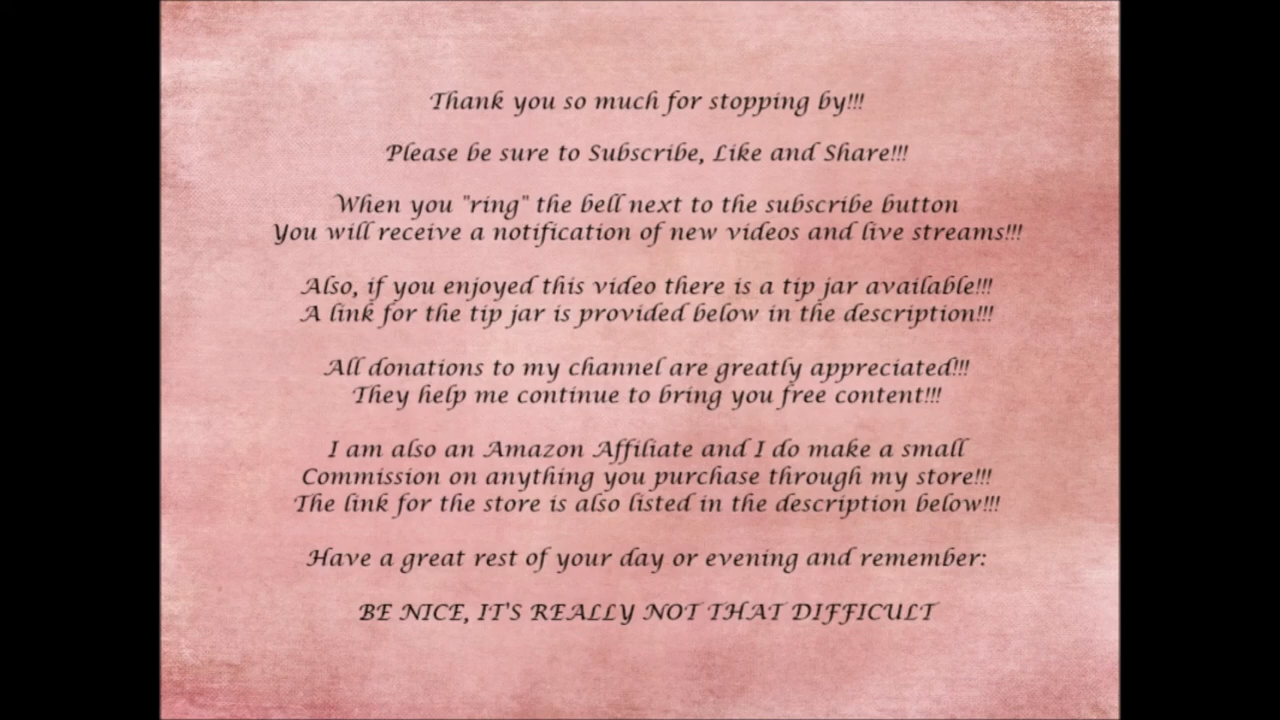 Thank you so much for stopping by!!!
Please be sure to Subscribe, Like and Share!!!
When you "ring" the bell next to the subscribe button
You will receive a notification of new videos and live streams!!!
Also, if you enjoyed this video there is a tip jar available!!!
A link for the tip jar is provided below in the description!!!
All donations to my channel are greatly appreciated!!!
They help me continue to bring you free content!!!
I am also an Amazon Affiliate and I do make a small
Commission on anything you purchase through my store!!!
The link for the store is also listed in the description below!!!
Have a great rest of your day or evening and remember:
BE NICE, IT'S REALLY NOT THAT DIFFICULT